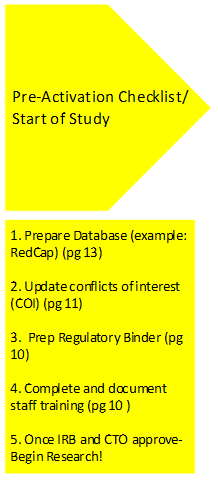 Pre-Activation Checklist/
Start of Study
1. Prepare Database (example:
RedCap) (pg 13)
2. Update conflicts of interest
(COI) (pg 11)
3.  Prep Regulatory Binder (pg
10)
4. Complete and document
staff training (pg 10 )
5. Once IRB and CTO approve-
Begin Research!